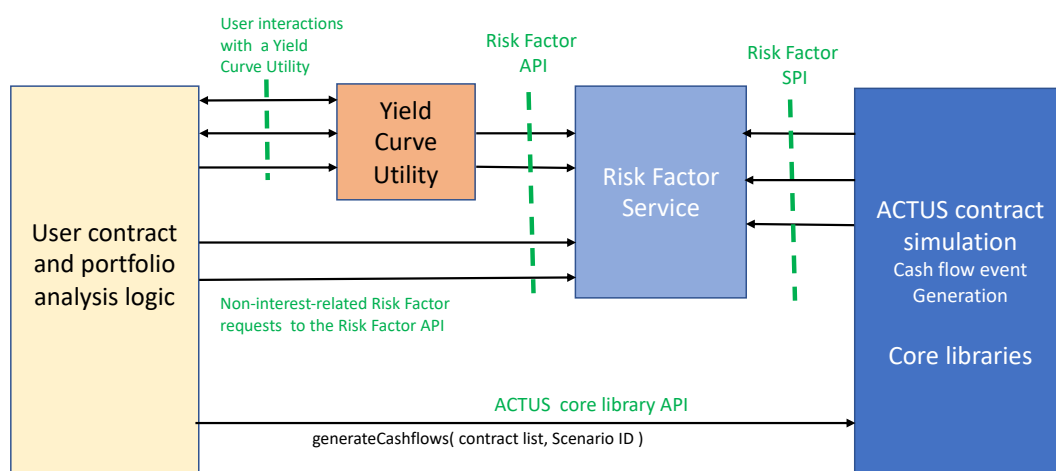 User interactions
with a Yield
Curve Utility
Risk Factor
API
Risk Factor
SPI
Yield
Curve
Utility
Risk Factor
Service
User contract
and portfolio
analysis logic
ACTUS contract
simulation
Cash flow event
Generation
Core libraries
Non-interest-related Risk Factor
requests to the Risk Factor API
ACTUS core library API
generateCashflows( contract list, Scenario ID )